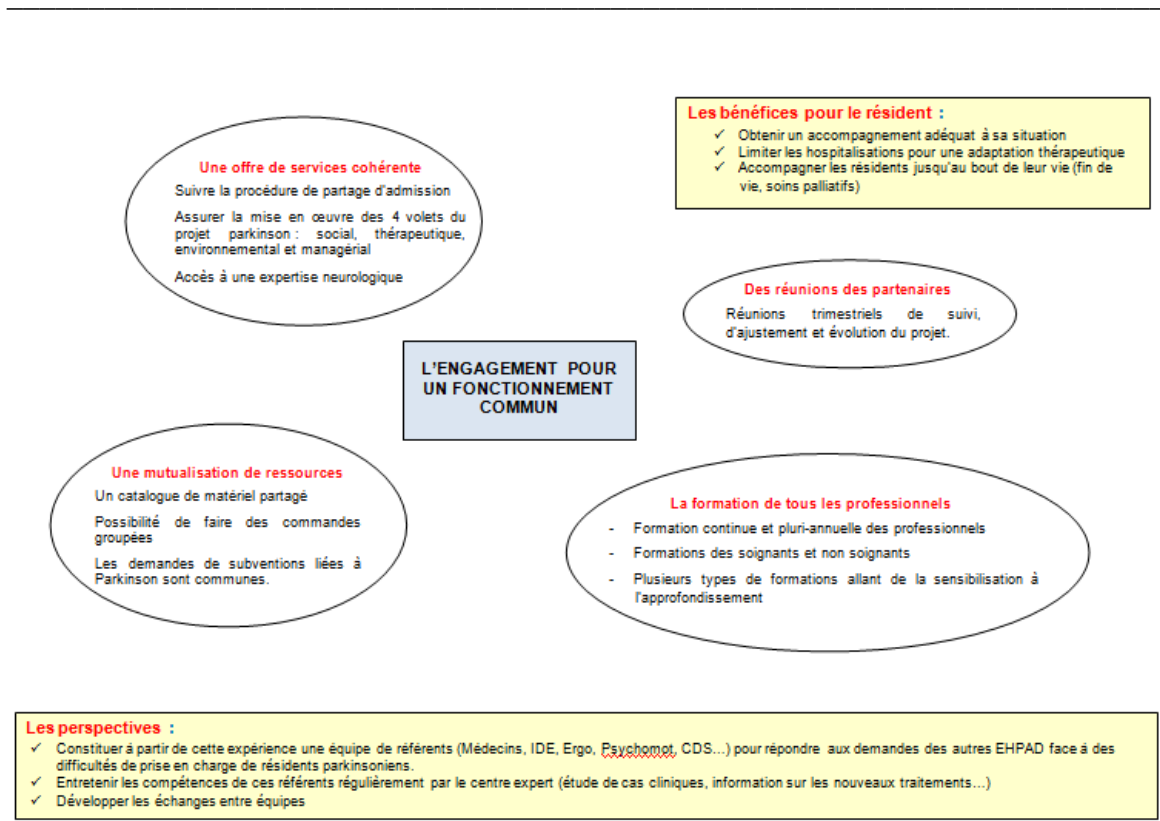 Une offre de services cohérente
Suivre la procédure de partage d'admission
Assurer la mise en œuvre des 4 volets du
projet parkinson : social, thérapeutique,
environnemental et managérial
Accès à une expertise neurologique
Les bénéfices pour le résident :
✓ Obtenir un accompagnement adéquat à sa situation
✓ Limiter les hospitalisations pour une adaptation thérapeutique
✓ Accompagner les résidents jusqu'au bout de leur vie (fin de
vie, soins palliatifs)
Des réunions des partenaires
Réunions trimestriels de suivi,
d'ajustement et évolution du projet.
L'ENGAGEMENT POUR
UN FONCTIONNEMENT
COMMUN
Une mutualisation de ressources
Un catalogue de matériel partagé
Possibilité de faire des commandes
groupées
Les demandes de subventions liées à
Parkinson sont communes.
La formation de tous les professionnels
- Formation continue et pluri-annuelle des professionnels
- Formations des soignants et non soignants
- Plusieurs types de formations allant de la sensibilisation à
l'approfondissement
Les perspectives :
✓ Constituer à partir de cette expérience une équipe de référents (Médecins, IDE, Ergo, Psychomot, CDS...) pour répondre aux demandes des autres EHPAD face à des
difficultés de prise en charge de résidents parkinsoniens.
✓ Entretenir les compétences de ces référents régulièrement par le centre expert (étude de cas cliniques, information sur les nouveaux traitements...)
✓ Développer les échanges entre équipes